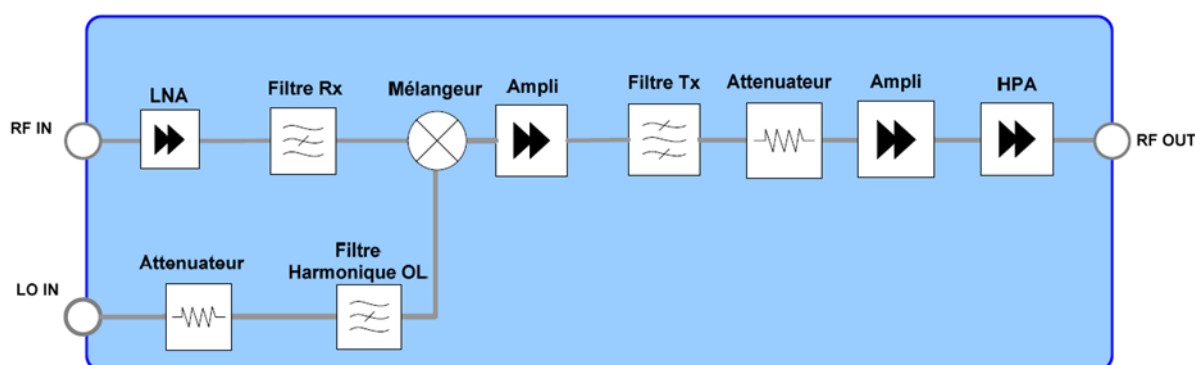 LNA
Filtre Rx
Mélangeur
Ampli
Filtre Tx
Attenuateur
Ampli
HPA
RF IN
RF OUT
Attenuateur
Filtre
Harmonique OL
LO IN